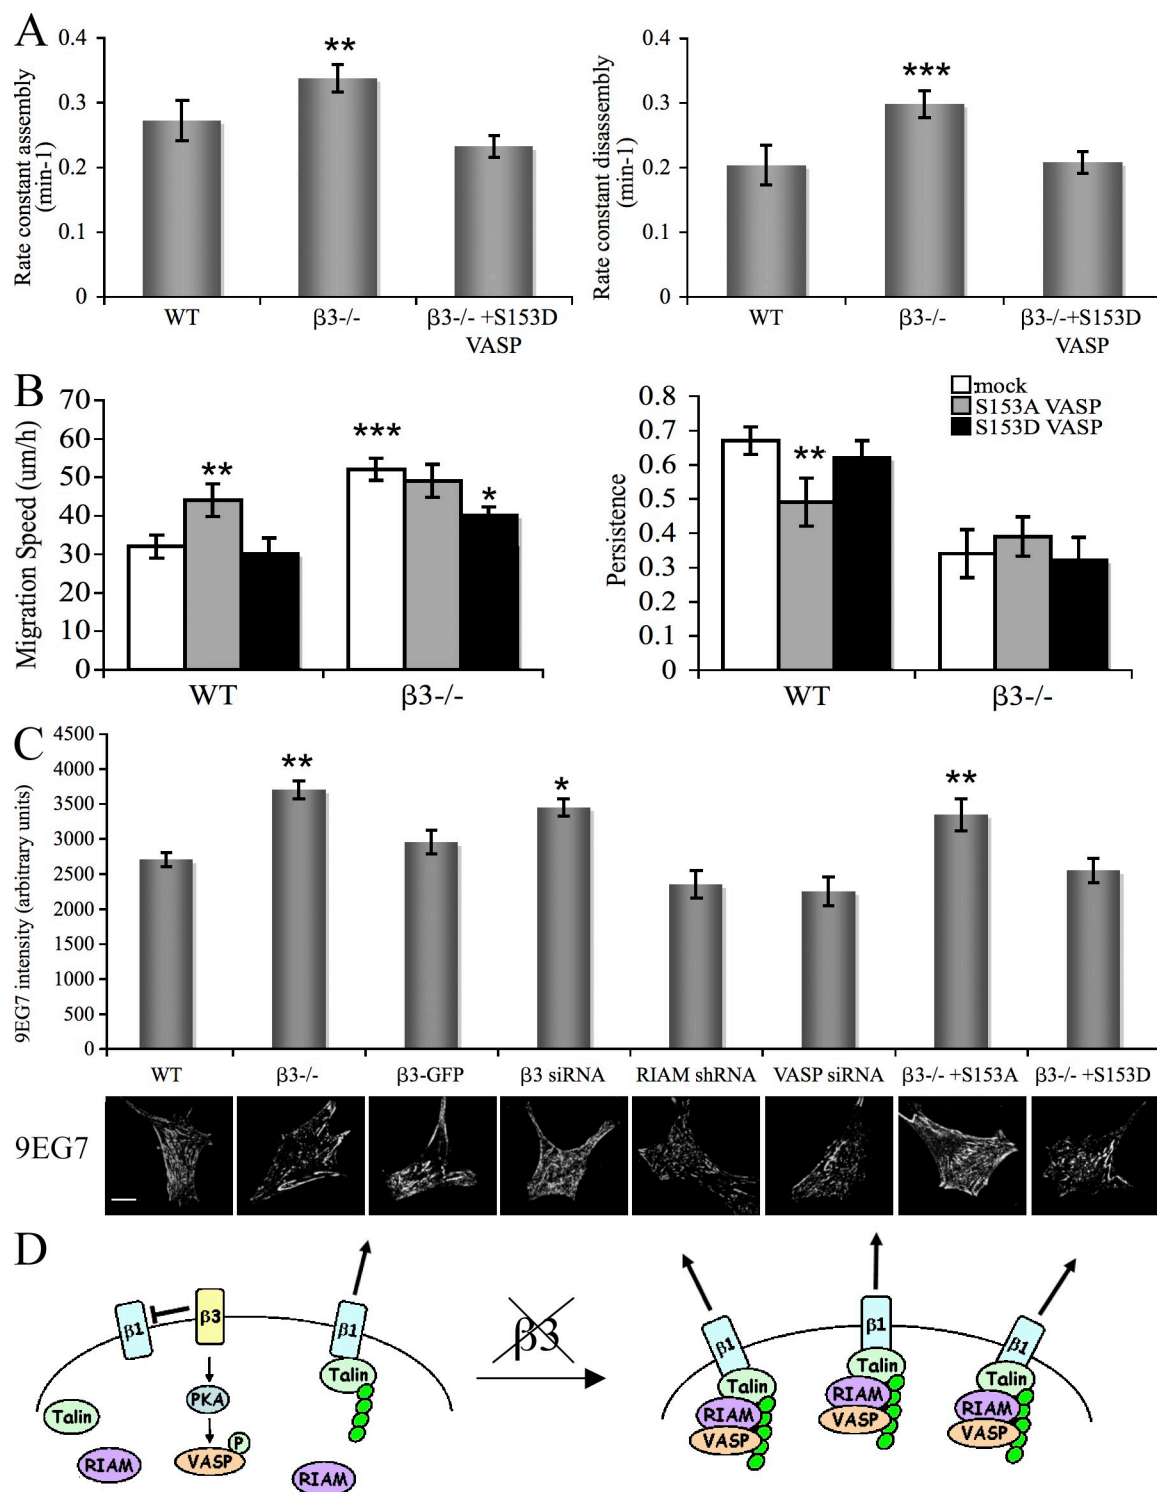 A
Rate constant assembly
(min-1)
0.4
0.3
0.2
0.1
0
**
WT
β3-/-
β3-/- +S153D
VASP
Rate constant disassembly
(min-1)
0.4
0.3
0.2
0.1
0
***
WT
β3-/-
β3-/-+S153D
VASP
B
Migration Speed (um/h)
70
60
50
40
30
20
10
0
**
***
*
WT
β3-/-
Persistence
0.8
0.7
0.6
0.5
0.4
0.3
0.2
0.1
0
**
mock
S153A VASP
S153D VASP
WT
β3-/-
C
9EG7 intensity (arbitrary units)
4500
4000
3500
3000
2500
2000
1500
1000
500
0
**
*
**
WT
β3-/-
β3-GFP
β3 siRNA
RIAM shRNA
VASP siRNA
β3-/- +S153A
β3-/- +S153D
9EG7
D
β1
β3
β1
Talin
PKA
Talin
P
VASP
RIAM
RIAM
β3
β1
Talin
RIAM
VASP
β1
Talin
RIAM
VASP
β1
Talin
RIAM
VASP